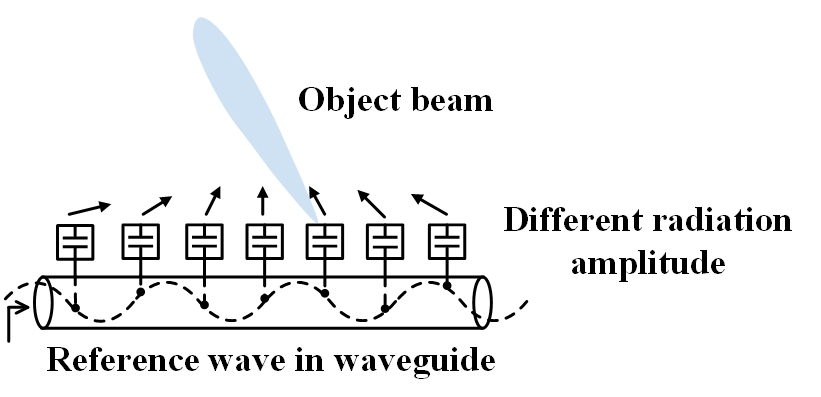 Object beam
Different radiation
amplitude
Reference wave in waveguide